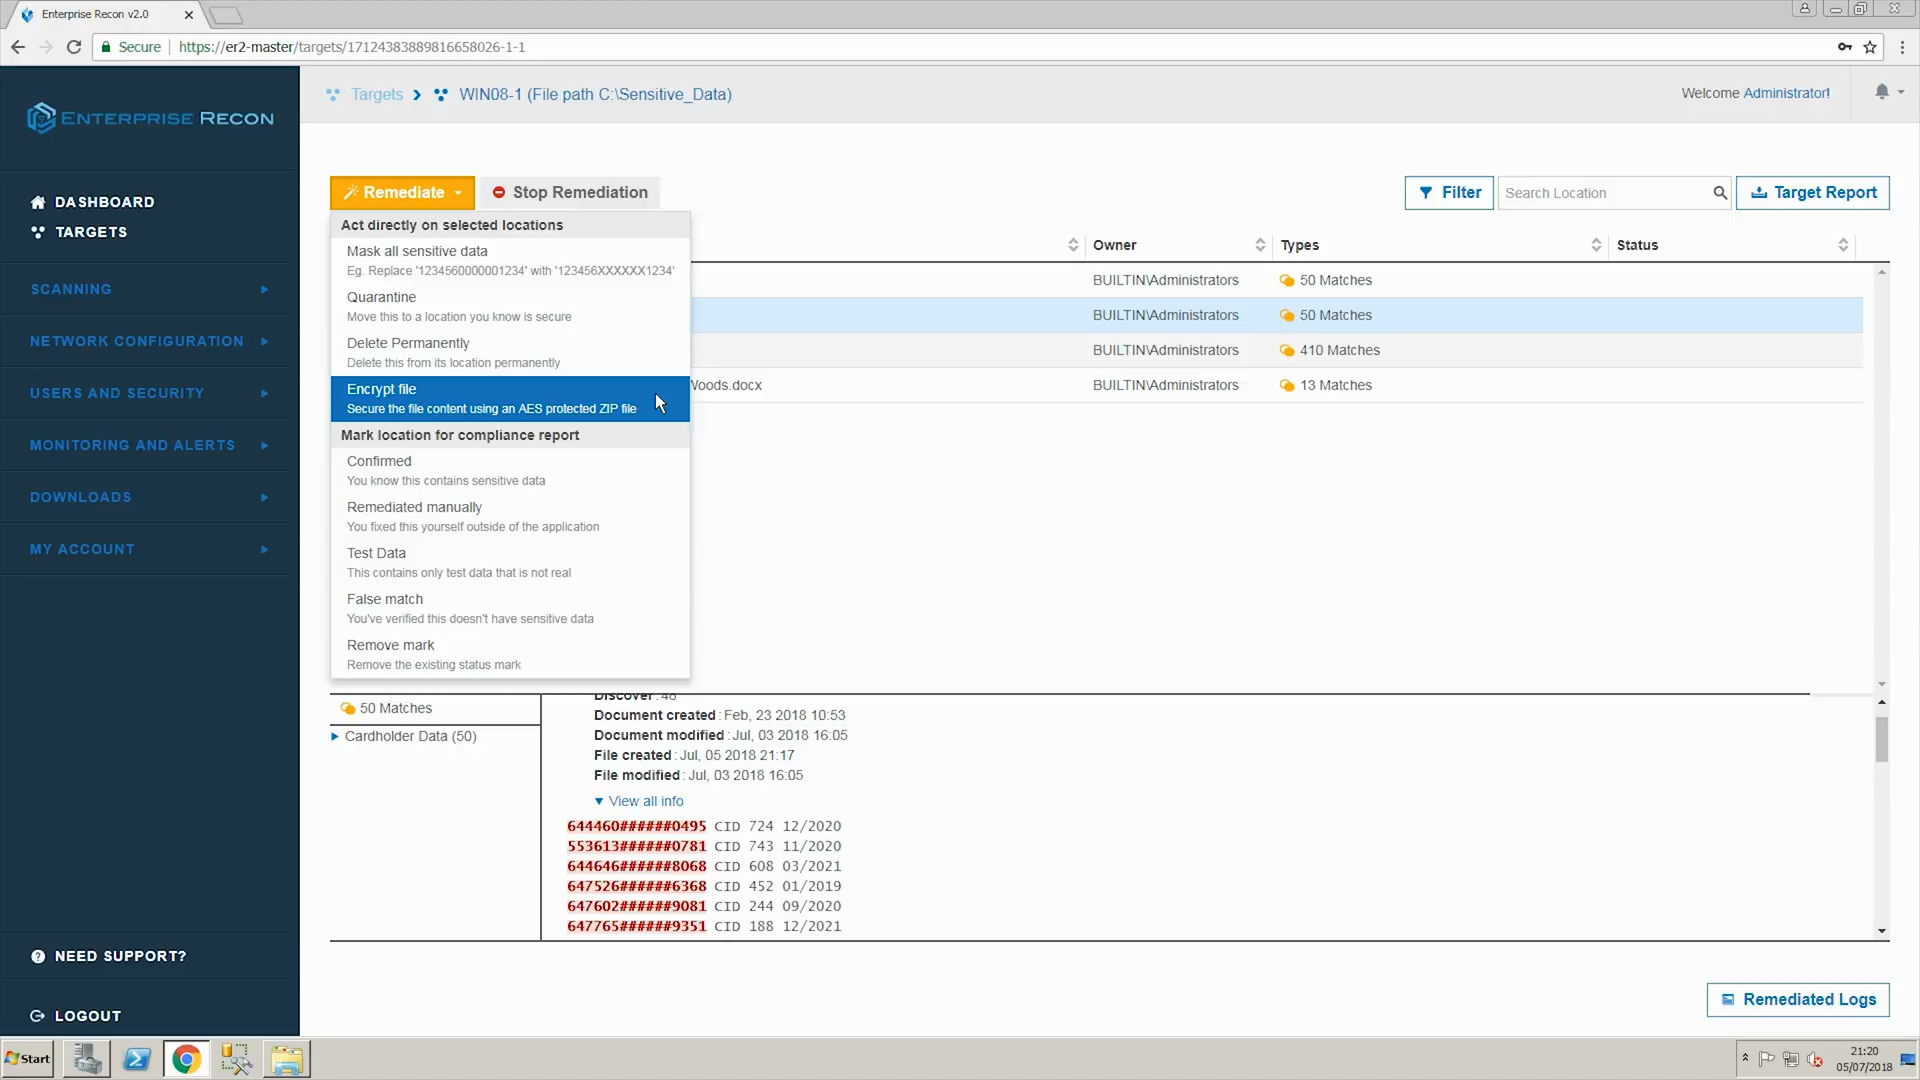 Enterprise Recon v2.0
Secure https://er2-master/targets/17124383889816658026-1-1
ENTERPRISE RECON
Targets WIN08-1 (File path C:\Sensitive_Data)
Welcome Administrator!
DASHBOARD
TARGETS
SCANNING
NETWORK CONFIGURATION
USERS AND SECURITY
MONITORING AND ALERTS
DOWNLOADS
MY ACCOUNT
NEED SUPPORT?
LOGOUT
Remediate Stop Remediation Filter Search Location Target Report
Act directly on selected locations
Mask all sensitive data
Eg. Replace '1234560000001234' with '123456XXXXXX1234'
Quarantine
Move this to a location you know is secure
Delete Permanently
Delete this from its location permanently
Encrypt file
Secure the file content using an AES protected ZIP file
Mark location for compliance report
Confirmed
You know this contains sensitive data
Remediated manually
You fixed this yourself outside of the application
Test Data
This contains only test data that is not real
False match
You've verified this doesn't have sensitive data
Remove mark
Remove the existing status mark
Owner Types Status
BUILTIN\Administrators 50 Matches
BUILTIN\Administrators 50 Matches
BUILTIN\Administrators 410 Matches
Woods.docx BUILTIN\Administrators 13 Matches
50 Matches
Cardholder Data (50)
Discover : 48
Document created : Feb, 23 2018 10:53
Document modified : Jul, 03 2018 16:05
File created : Jul, 05 2018 21:17
File modified : Jul, 03 2018 16:05
View all info
644460######0495 CID 724 12/2020
553613######0781 CID 743 11/2020
644646######8068 CID 608 03/2021
647526######6368 CID 452 01/2019
647602######9081 CID 244 09/2020
647765######9351 CID 188 12/2021
Remediated Logs
Start
21:20
05/07/2018